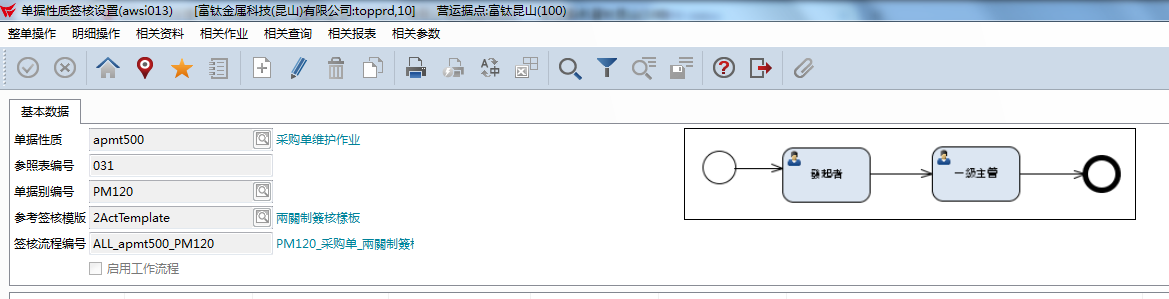 单据性质签核设置(awsi013) [富钛金属科技(昆山)有限公司:topprd,10] 营运据点:富钛昆山(100)
整单操作 明细操作 相关资料 相关作业 相关查询 相关报表 相关参数
基本数据
单据性质 apmt500 采购单维护作业
参照表编号 031
单据别编号 PM120
参考签核模版 2ActTemplate 兩關制簽核樣板
签核流程编号 ALL_apmt500_PM120 PM120_采购单_兩關制簽核
启用工作流程
發起者
一級主管